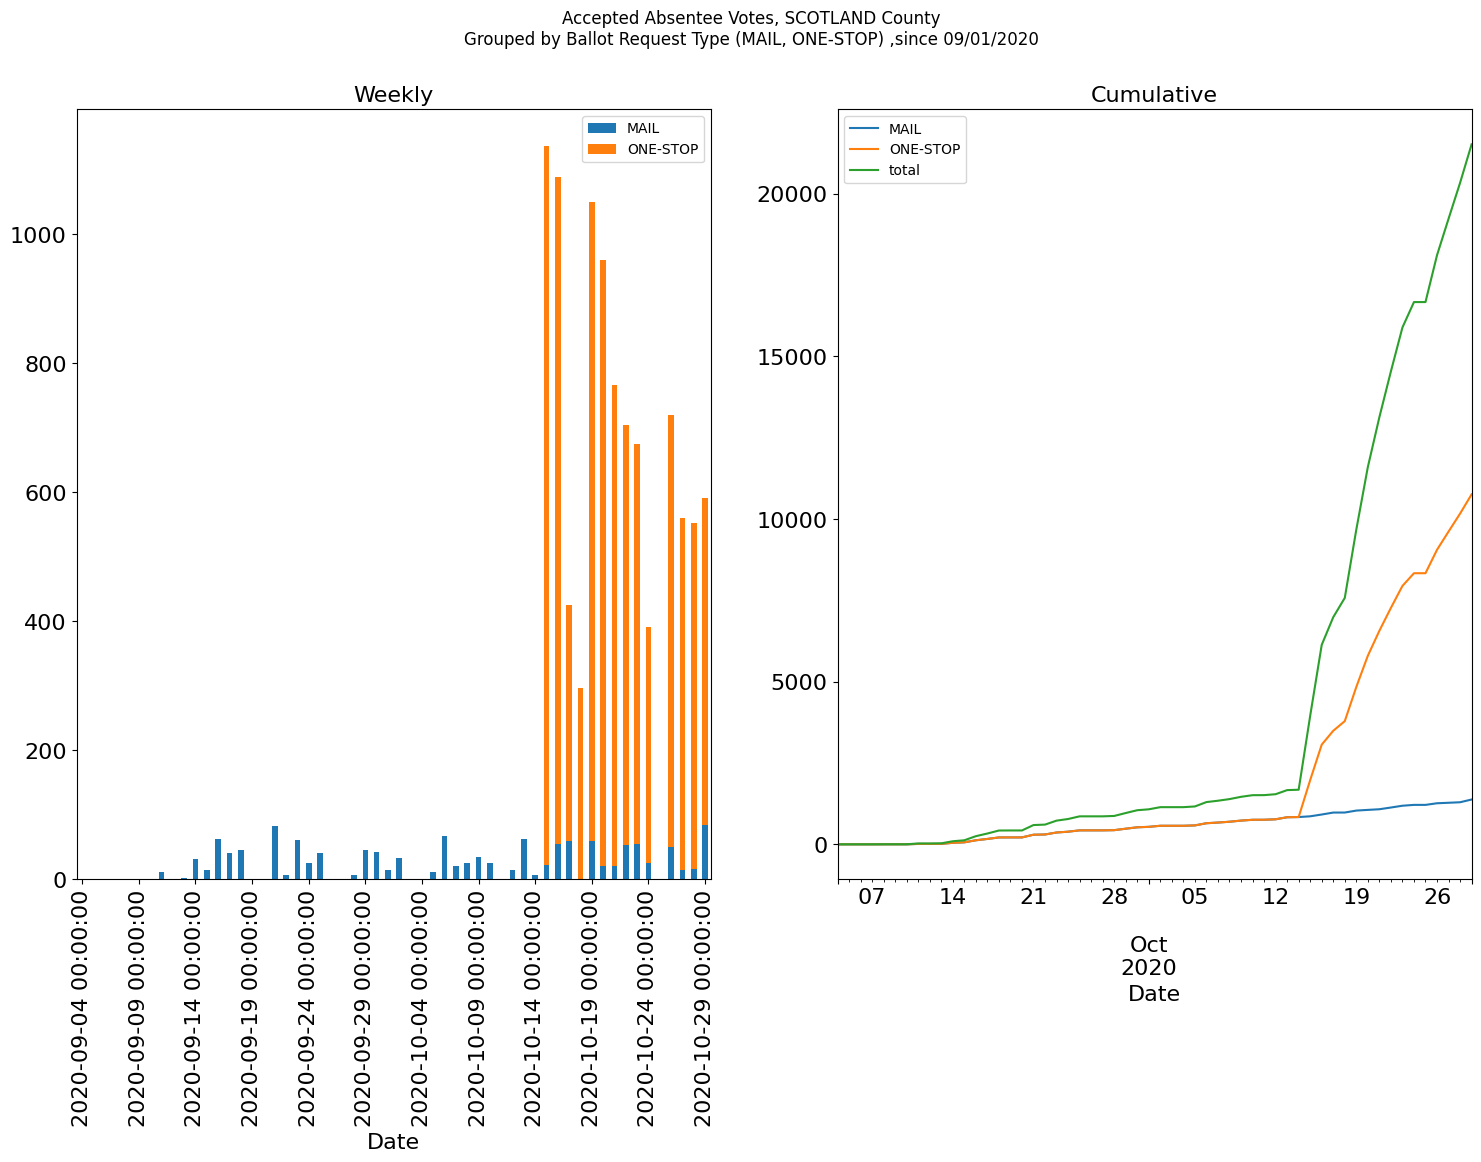 Accepted Absentee Votes, SCOTLAND County
Grouped by Ballot Request Type (MAIL, ONE-STOP) ,since 09/01/2020
Weekly
MAIL
ONE-STOP
1000
800
600
400
200
0
2020-09-04 00:00:00
2020-09-09 00:00:00
2020-09-14 00:00:00
2020-09-19 00:00:00
2020-09-24 00:00:00
2020-09-29 00:00:00
2020-10-04 00:00:00
2020-10-09 00:00:00
2020-10-14 00:00:00
2020-10-19 00:00:00
2020-10-24 00:00:00
2020-10-29 00:00:00
Date
Cumulative
MAIL
ONE-STOP
total
20000
15000
10000
5000
0
07 14 21 28 05 12 19 26
Oct
2020
Date